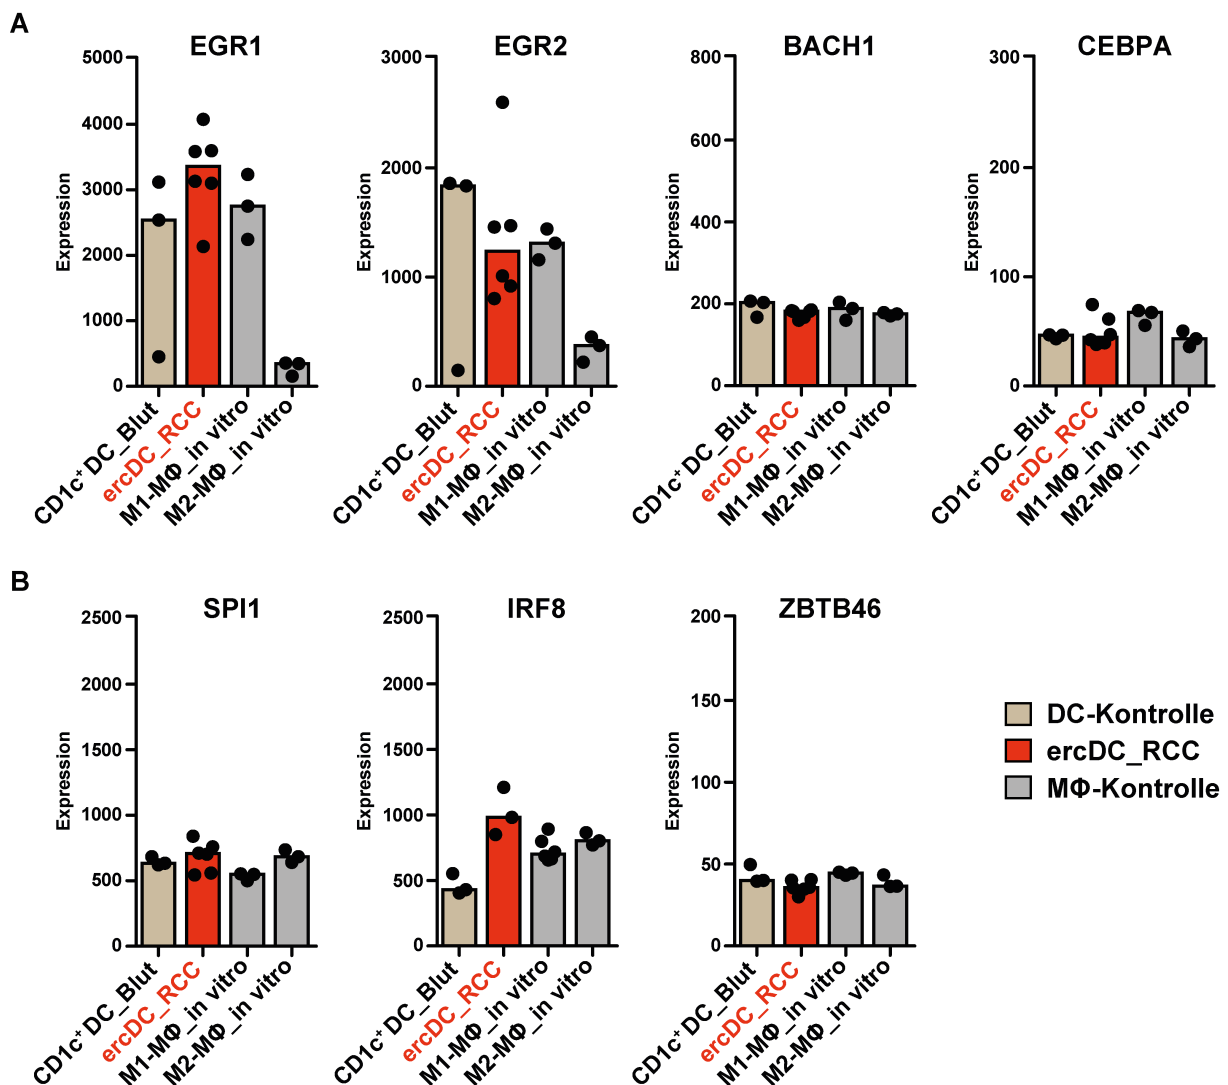 A
EGR1
5000
4000
3000
2000
1000
0
Expression
CD1c⁺DC_Blut
ercDC_RCC
M1-MΦ_in vitro
M2-MΦ_in vitro
EGR2
3000
2000
1000
0
Expression
CD1c⁺DC_Blut
ercDC_RCC
M1-MΦ_in vitro
M2-MΦ_in vitro
BACH1
800
600
400
200
0
Expression
CD1c⁺DC_Blut
ercDC_RCC
M1-MΦ_in vitro
M2-MΦ_in vitro
CEBPA
300
200
100
0
Expression
CD1c⁺DC_Blut
ercDC_RCC
M1-MΦ_in vitro
M2-MΦ_in vitro
B
SPI1
2500
2000
1500
1000
500
0
Expression
CD1c⁺DC_Blut
ercDC_RCC
M1-MΦ_in vitro
M2-MΦ_in vitro
IRF8
2500
2000
1500
1000
500
0
Expression
CD1c⁺DC_Blut
ercDC_RCC
M1-MΦ_in vitro
M2-MΦ_in vitro
ZBTB46
200
150
100
50
0
Expression
CD1c⁺DC_Blut
ercDC_RCC
M1-MΦ_in vitro
M2-MΦ_in vitro
DC-Kontrolle
ercDC_RCC
MΦ-Kontrolle